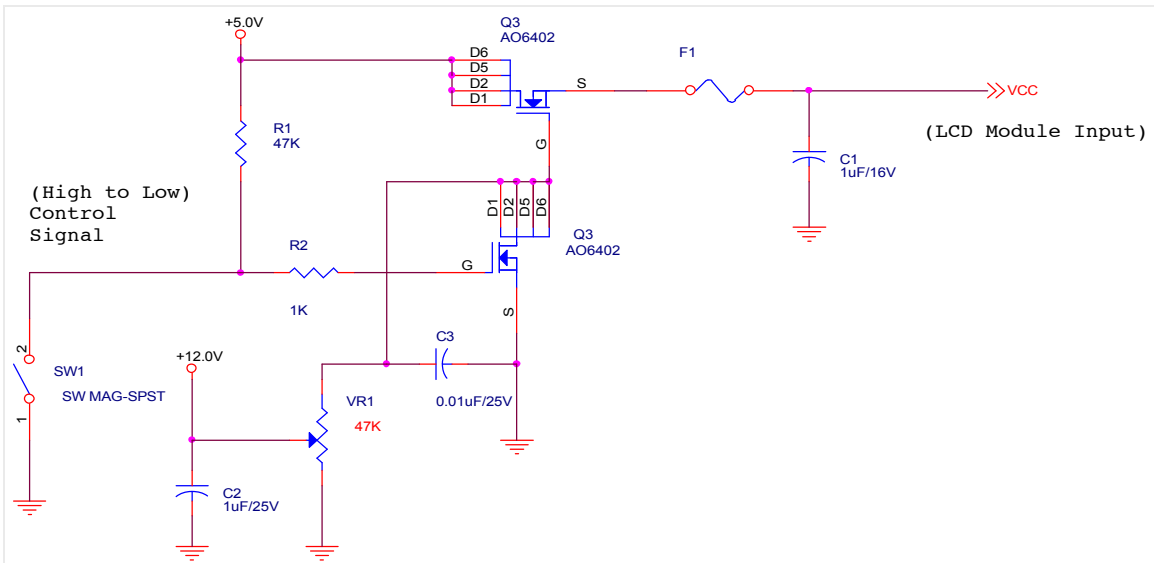 +5.0V
Q3
AO6402
D6
D5
D2
D1
S
G
F1
VCC
(LCD Module Input)
C1
1uF/16V
R1
47K
(High to Low)
Control
Signal
D1
D2
D5
D6
Q3
AO6402
R2
1K
G
S
C3
0.01uF/25V
+12.0V
2
SW1
SW MAG-SPST
1
VR1
47K
C2
1uF/25V